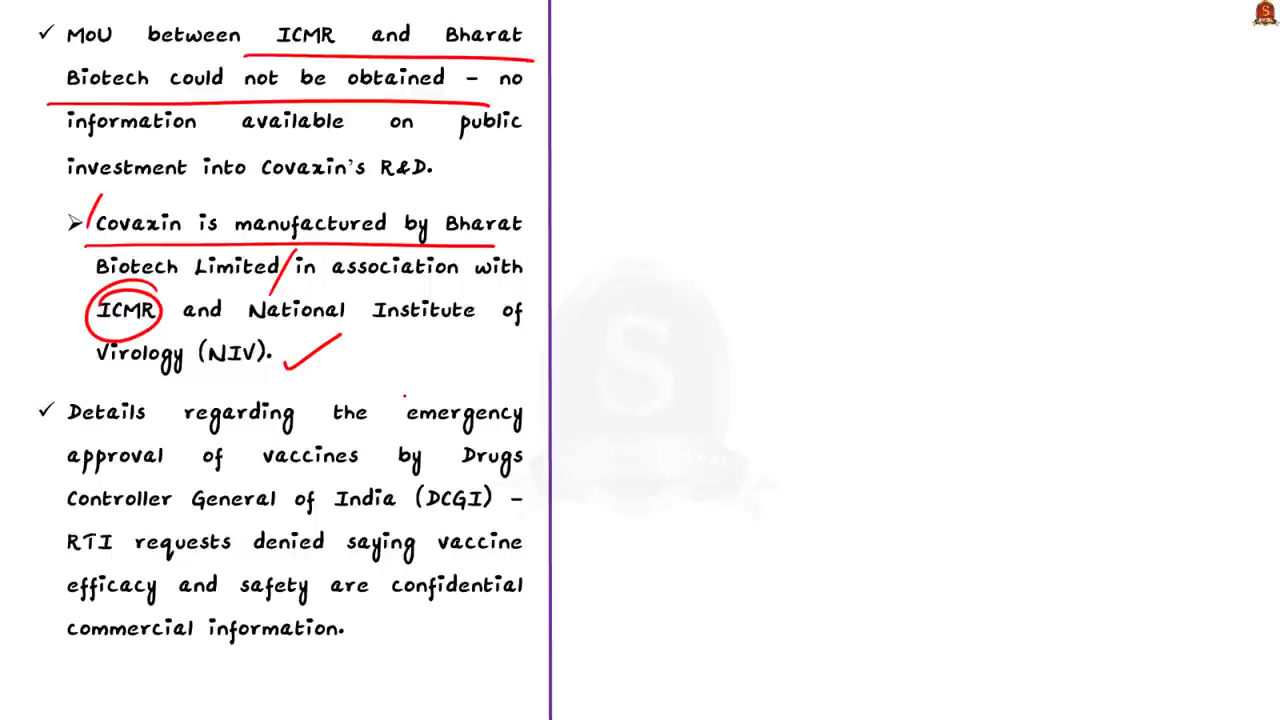 ✓ MoU between ICMR and Bharat
Biotech could not be obtained – no
information available on public
investment into Covaxin's R&D.
➢ Covaxin is manufactured by Bharat
Biotech Limited in association with
ICMR and National Institute of
Virology (NIV).
✓ Details regarding the emergency
approval of vaccines by Drugs
Controller General of India (DCGI) –
RTI requests denied saying vaccine
efficacy and safety are confidential
commercial information.
S
S